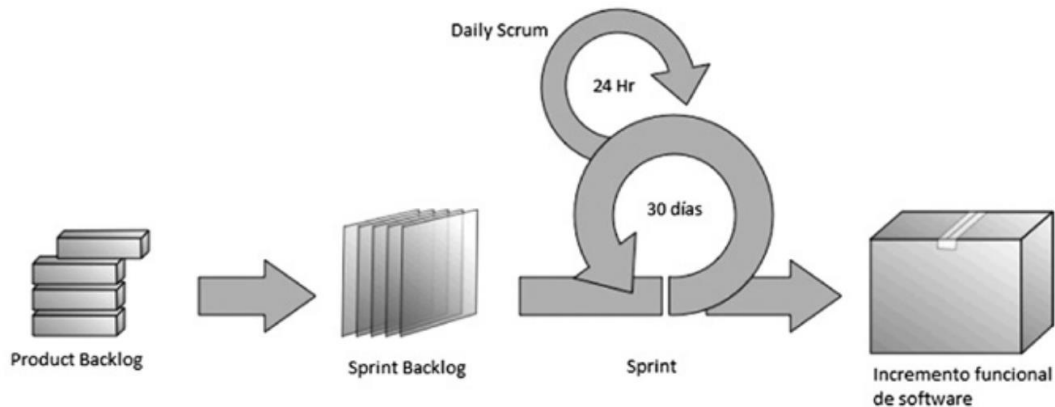 Daily Scrum
24 Hr
30 días
Product Backlog
Sprint Backlog
Sprint
Incremento funcional
de software